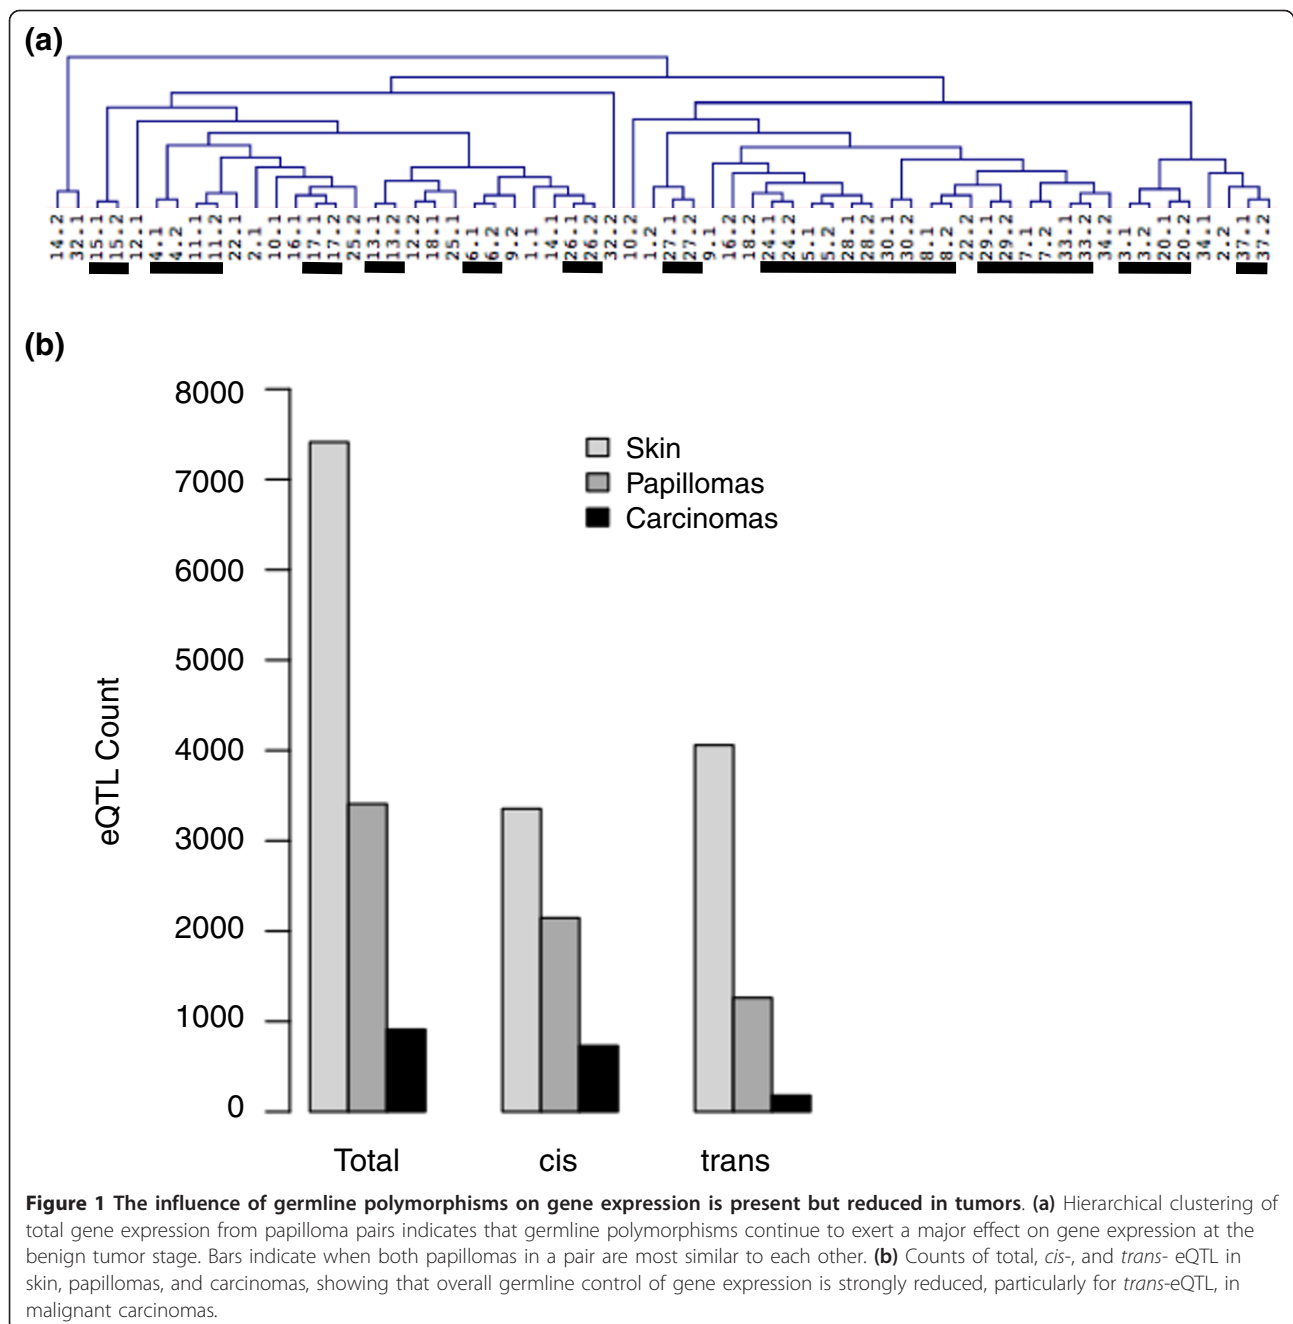 (a)
14.2 32.1 15.1 15.2 12.1 4.1 4.2 11.1 11.2 22.1 2.1 10.1 16.1 17.1 17.2 25.2 13.1 13.2 12.2 18.1 25.1 6.1 6.2 9.2 1.1 14.1 26.1 26.2 32.2 10.2 1.2 27.1 27.2 9.1 16.2 18.2 24.1 24.2 5.1 5.2 28.1 28.2 30.1 30.2 8.1 8.2 22.2 29.1 29.2 7.1 7.2 33.1 33.2 34.2 3.1 3.2 20.1 20.2 34.1 2.2 37.1 37.2
(b)
8000
7000
6000
5000
4000
3000
2000
1000
0
eQTL Count
Skin
Papillomas
Carcinomas
Total cis trans
Figure 1 The influence of germline polymorphisms on gene expression is present but reduced in tumors. (a) Hierarchical clustering of
total gene expression from papilloma pairs indicates that germline polymorphisms continue to exert a major effect on gene expression at the
benign tumor stage. Bars indicate when both papillomas in a pair are most similar to each other. (b) Counts of total, cis-, and trans- eQTL in
skin, papillomas, and carcinomas, showing that overall germline control of gene expression is strongly reduced, particularly for trans-eQTL, in
malignant carcinomas.